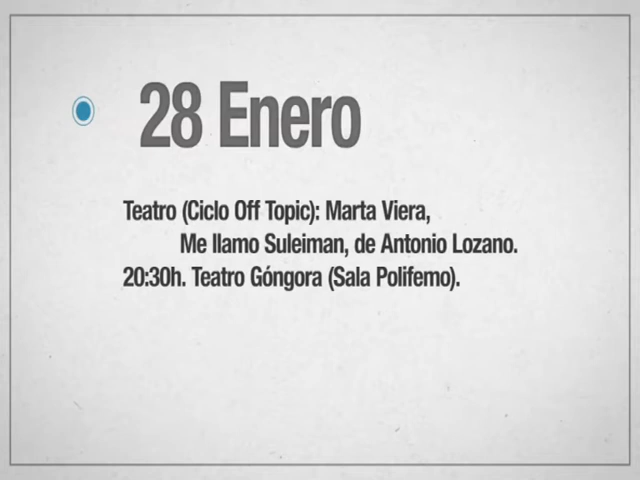 28 Enero
Teatro (Ciclo Off Topic): Marta Viera,
Me llamo Suleiman, de Antonio Lozano.
20:30h. Teatro Góngora (Sala Polifemo).